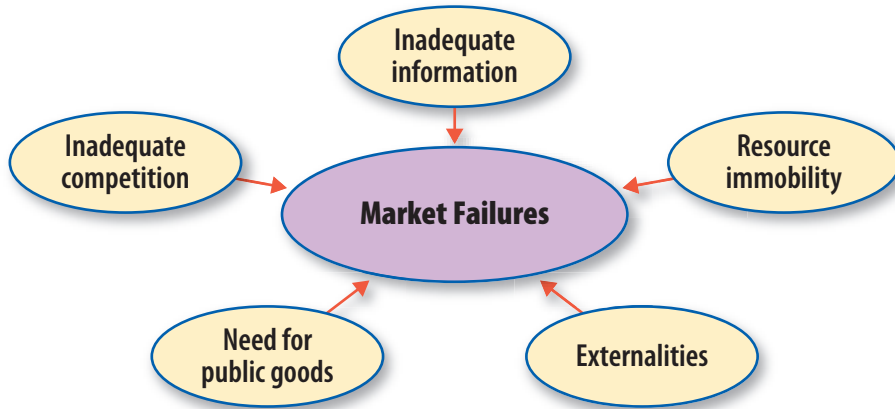 Inadequate
information
Inadequate
competition
Resource
immobility
Market Failures
Need for
public goods
Externalities